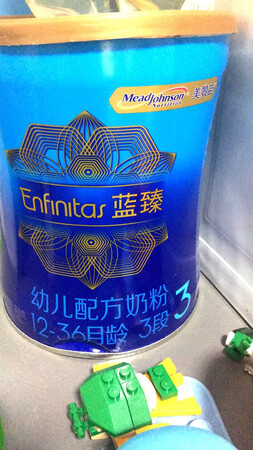 MeadJohnson 美赞臣
Nutrition
Enfinitas 蓝臻
幼儿配方奶粉 3
12-36月龄 3段